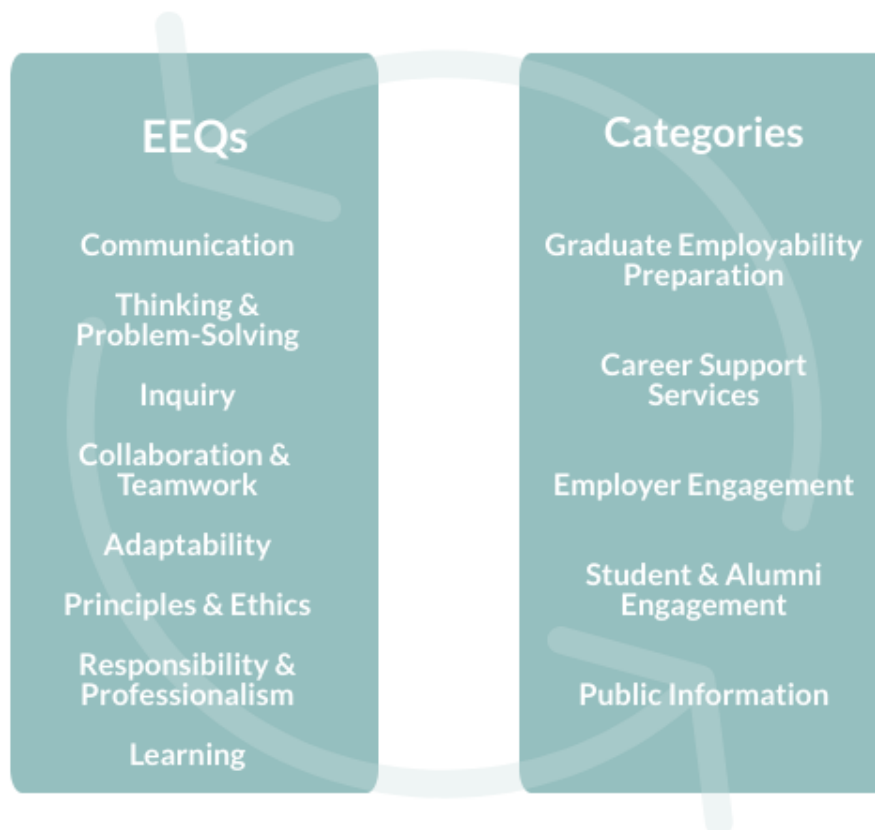 EEQs
Communication
Thinking &
Problem-Solving
Inquiry
Collaboration &
Teamwork
Adaptability
Principles & Ethics
Responsibility &
Professionalism
Learning
Categories
Graduate Employability
Preparation
Career Support
Services
Employer Engagement
Student & Alumni
Engagement
Public Information